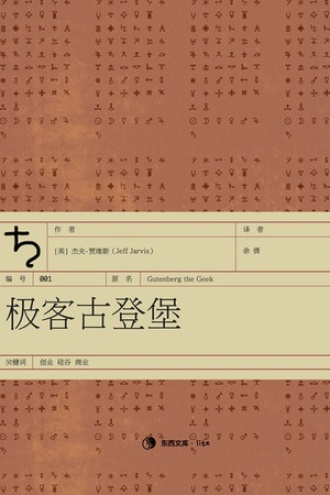 作者
译者
[美] 杰夫·贾维斯 (Jeff Jarvis)
余倩
编号
001
原名
Gutenberg the Geek
极客古登堡
关键词
创业 硅谷 商业
东西文库·lite